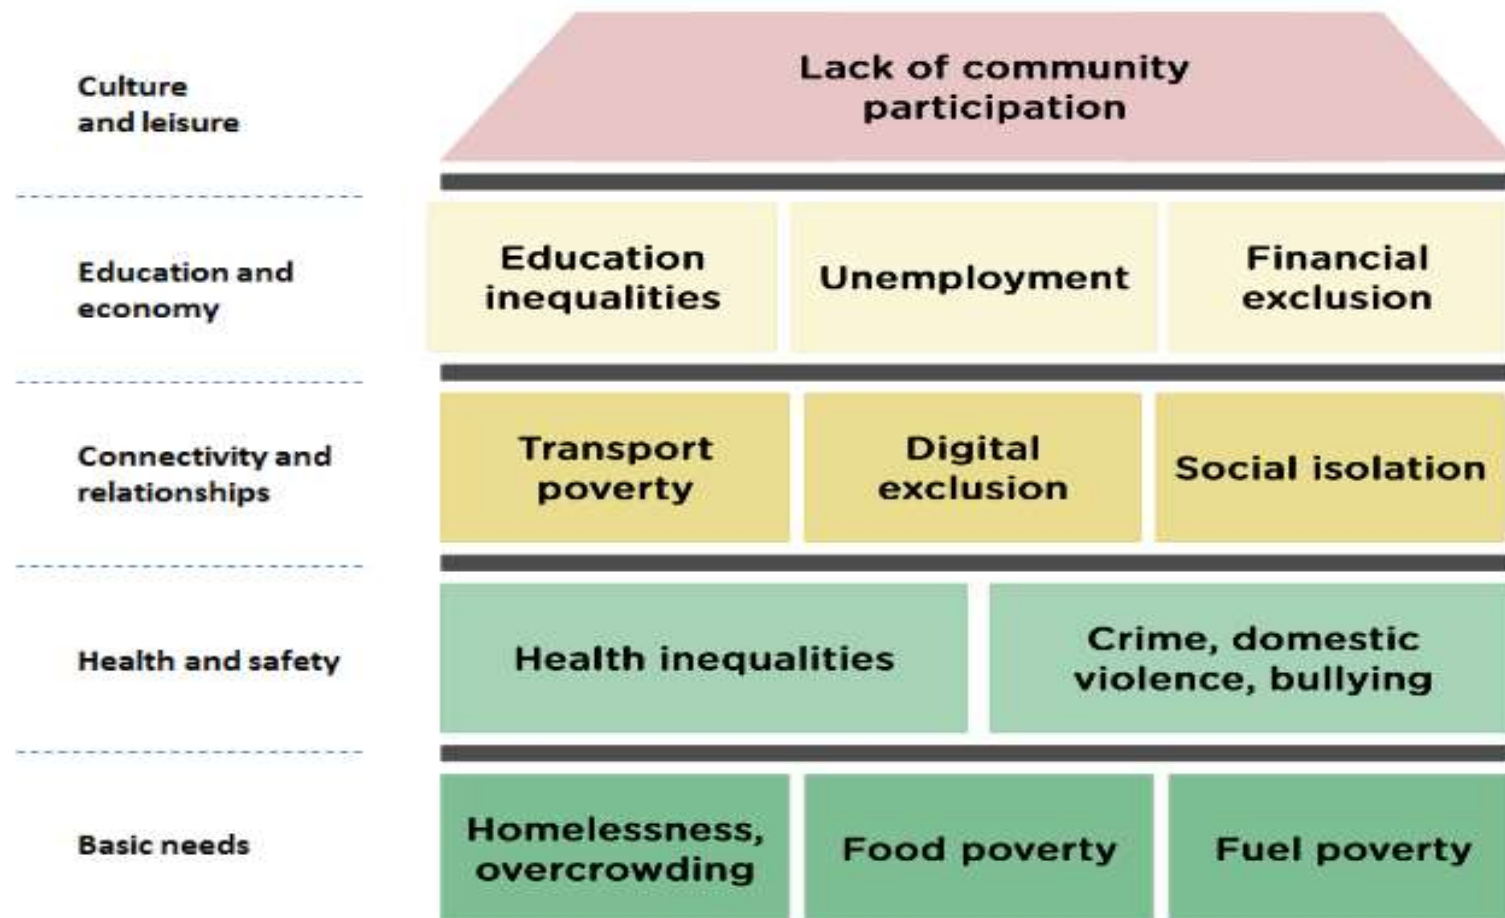 Culture
and leisure
Lack of community
participation
Education and
economy
Education
inequalities
Unemployment
Financial
exclusion
Connectivity and
relationships
Transport
poverty
Digital
exclusion
Social isolation
Health and safety
Health inequalities
Crime, domestic
violence, bullying
Basic needs
Homelessness,
overcrowding
Food poverty
Fuel poverty